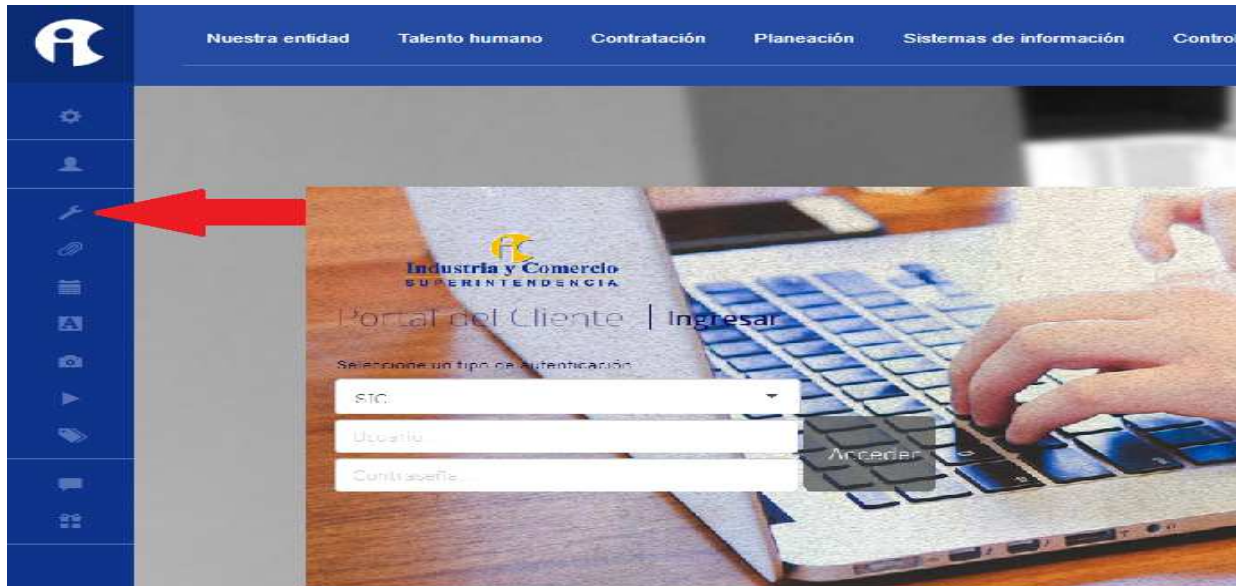 Nuestra entidad Talento humano Contratación Planeación Sistemas de información Control
Industria y Comercio
SUPERINTENDENCIA
Portal del Cliente | Ingresar
Seleccione un tipo de autenticación
SIC
Usuario
Contraseña
Acceder